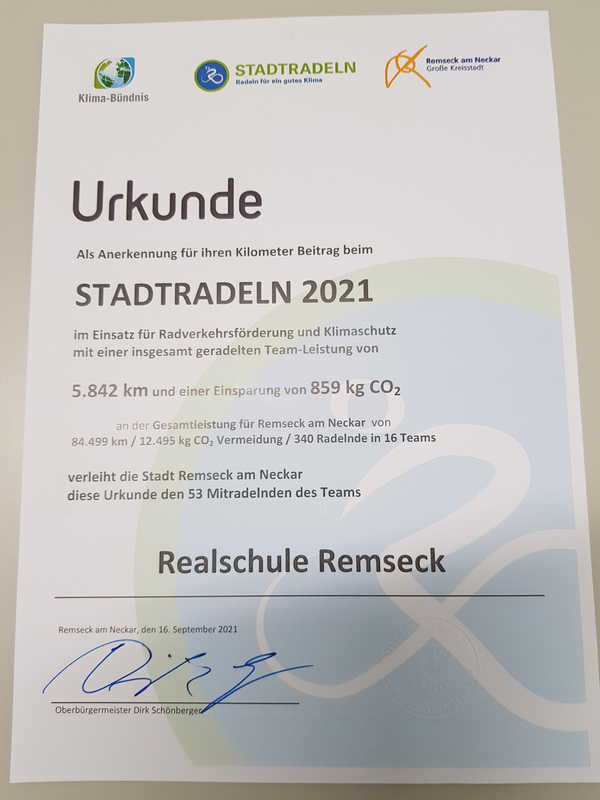 Klima-Bündnis
STADTRADELN
Radeln für ein gutes Klima
Remseck am Neckar
Große Kreisstadt
Urkunde
Als Anerkennung für ihren Kilometer Beitrag beim
STADTRADELN 2021
im Einsatz für Radverkehrsförderung und Klimaschutz
mit einer insgesamt geradelten Team-Leistung von
5.842 km und einer Einsparung von 859 kg CO₂
an der Gesamtleistung für Remseck am Neckar von
84.499 km / 12.495 kg CO₂ Vermeidung / 340 Radelnde in 16 Teams
verleiht die Stadt Remseck am Neckar
diese Urkunde den 53 Mitradelnden des Teams
Realschule Remseck
Remseck am Neckar, den 16. September 2021
Oberbürgermeister Dirk Schönberger